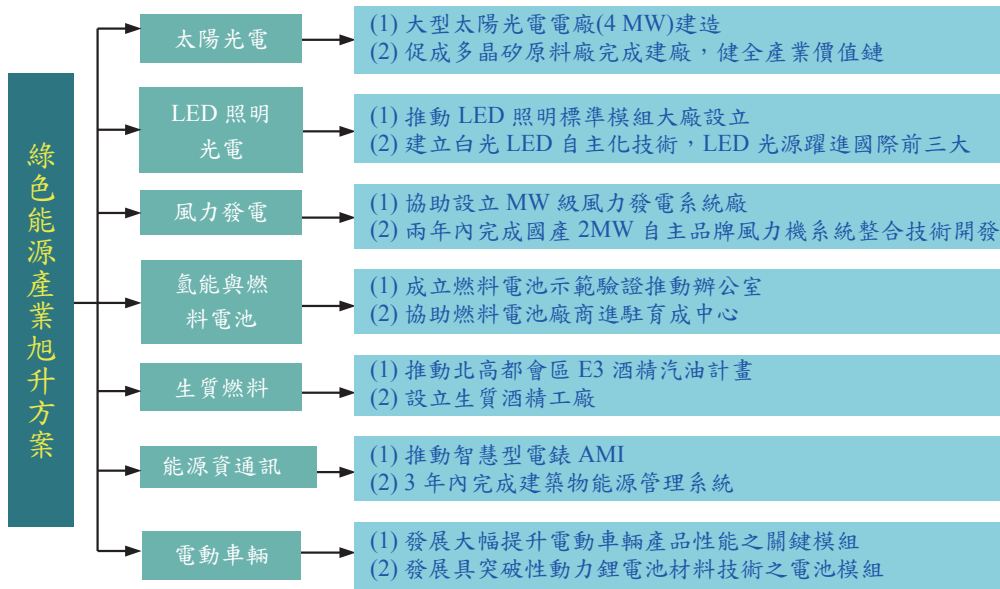 綠色能源產業旭升方案
太陽光電
(1) 大型太陽光電電廠(4 MW)建造
(2) 促成多晶矽原料廠完成建廠，健全產業價值鏈
LED 照明
光電
(1) 推動 LED 照明標準模組大廠設立
(2) 建立白光 LED 自主化技術，LED 光源躍進國際前三大
風力發電
(1) 協助設立 MW 級風力發電系統廠
(2) 兩年內完成國產 2MW 自主品牌風力機系統整合技術開發
氫能與燃
料電池
(1) 成立燃料電池示範驗證推動辦公室
(2) 協助燃料電池廠商進駐育成中心
生質燃料
(1) 推動北高都會區 E3 酒精汽油計畫
(2) 設立生質酒精工廠
能源資通訊
(1) 推動智慧型電錶 AMI
(2) 3 年內完成建築物能源管理系統
電動車輛
(1) 發展大幅提升電動車輛產品性能之關鍵模組
(2) 發展具突破性動力鋰電池材料技術之電池模組